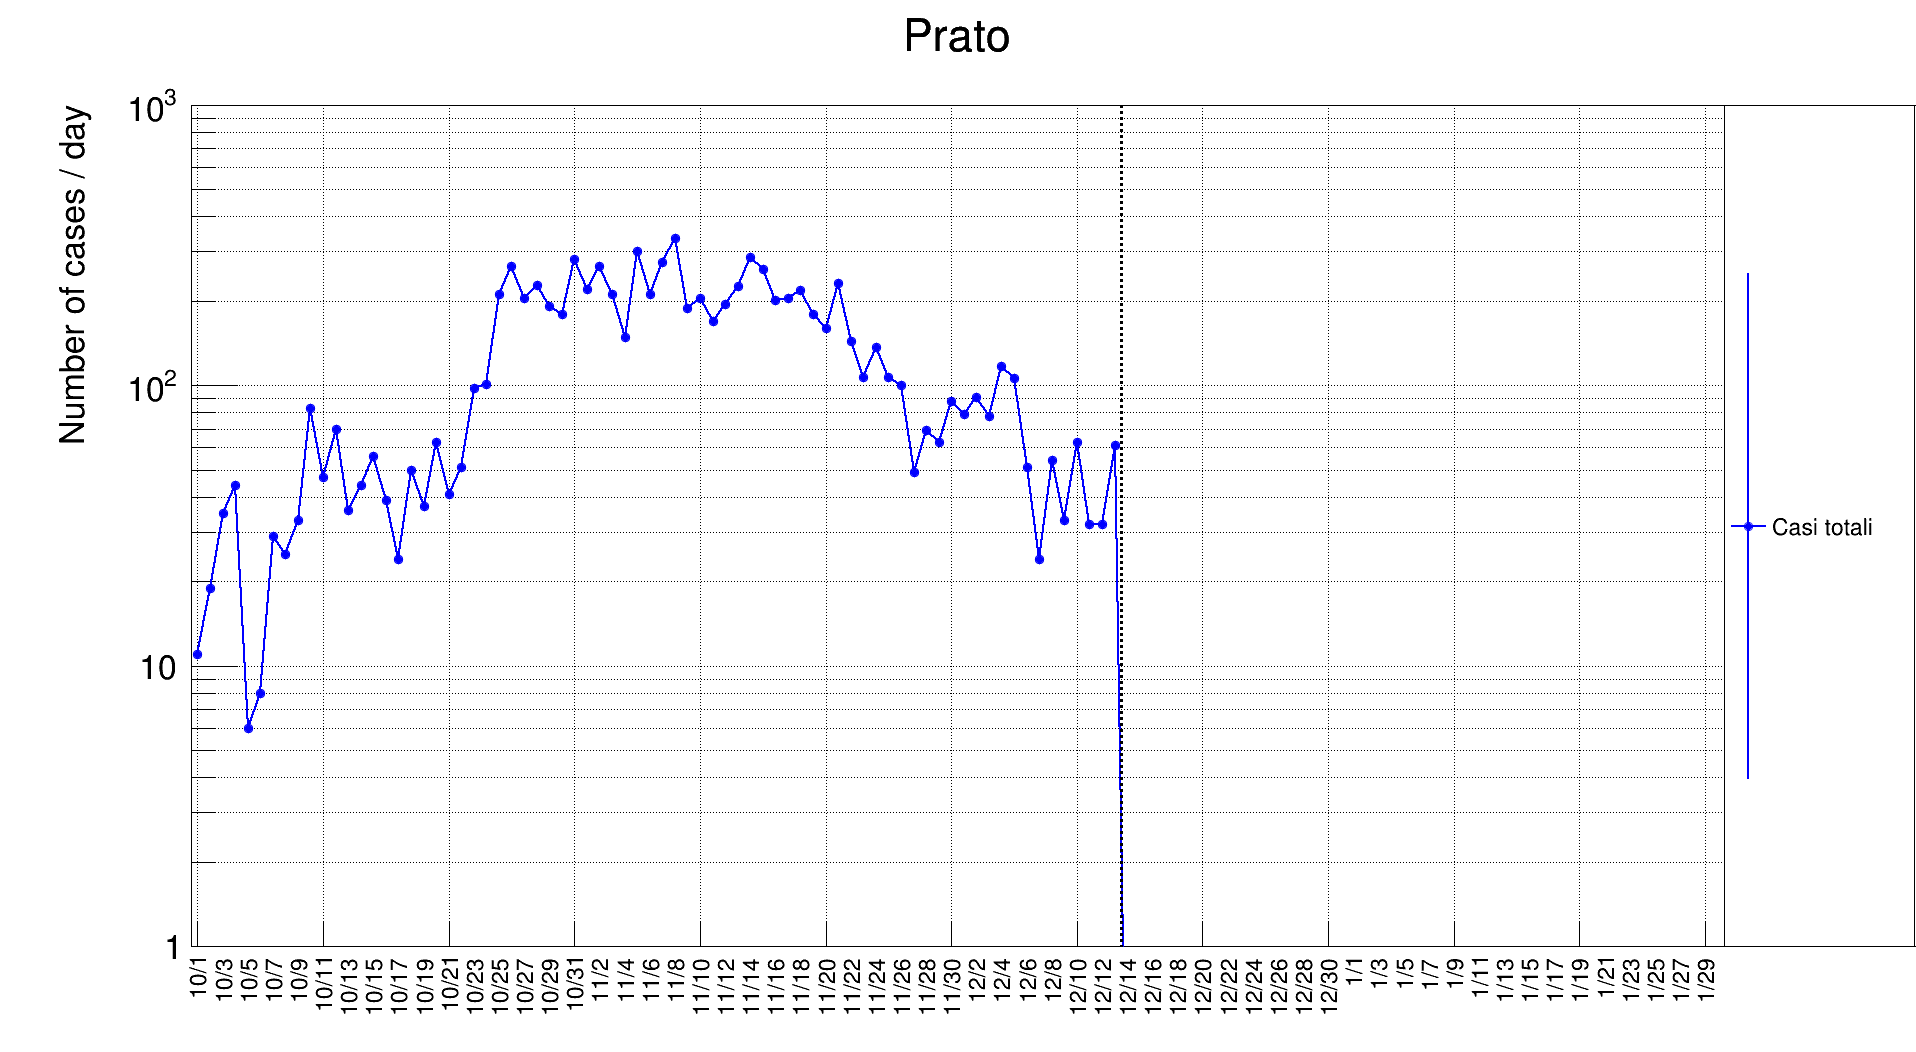 Prato
Number of cases / day
10³
10²
10
1
10/1 10/3 10/5 10/7 10/9 10/11 10/13 10/15 10/17 10/19 10/21 10/23 10/25 10/27 10/29 10/31 11/2 11/4 11/6 11/8 11/10 11/12 11/14 11/16 11/18 11/20 11/22 11/24 11/26 11/28 11/30 12/2 12/4 12/6 12/8 12/10 12/12 12/14 12/16 12/18 12/20 12/22 12/24 12/26 12/28 12/30 1/1 1/3 1/5 1/7 1/9 1/11 1/13 1/15 1/17 1/19 1/21 1/23 1/25 1/27 1/29
Casi totali